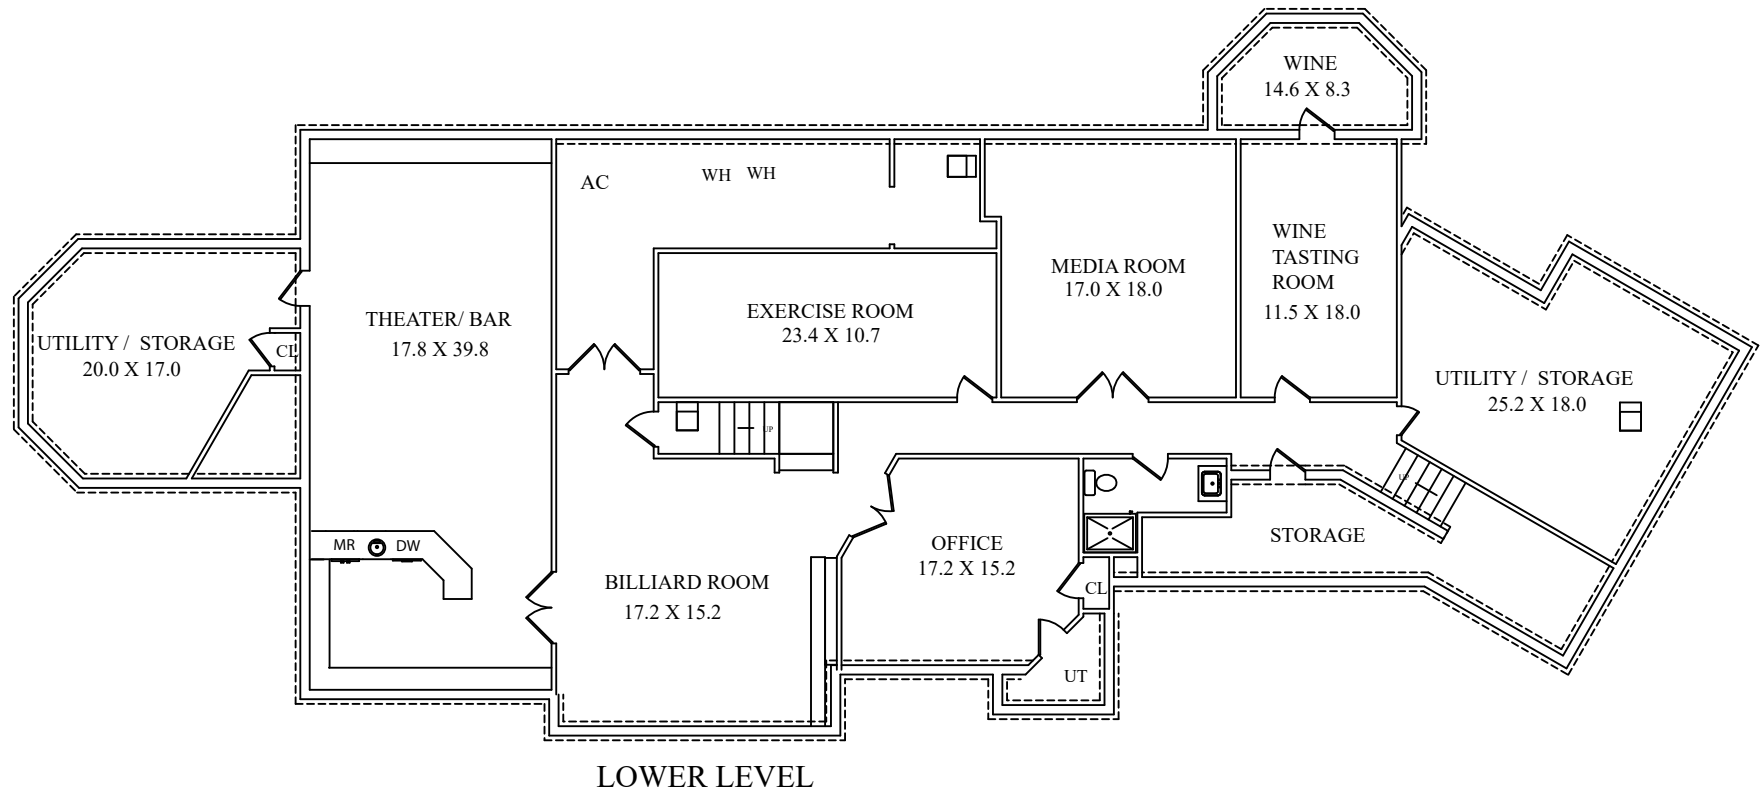 WINE
14.6 X 8.3
AC
WH WH
WINE
TASTING
ROOM
11.5 X 18.0
MEDIA ROOM
17.0 X 18.0
EXERCISE ROOM
23.4 X 10.7
THEATER/ BAR
17.8 X 39.8
UTILITY / STORAGE
20.0 X 17.0
CL
UTILITY / STORAGE
25.2 X 18.0
UP
UP
STORAGE
OFFICE
17.2 X 15.2
MR
DW
BILLIARD ROOM
17.2 X 15.2
CL
UT
LOWER LEVEL